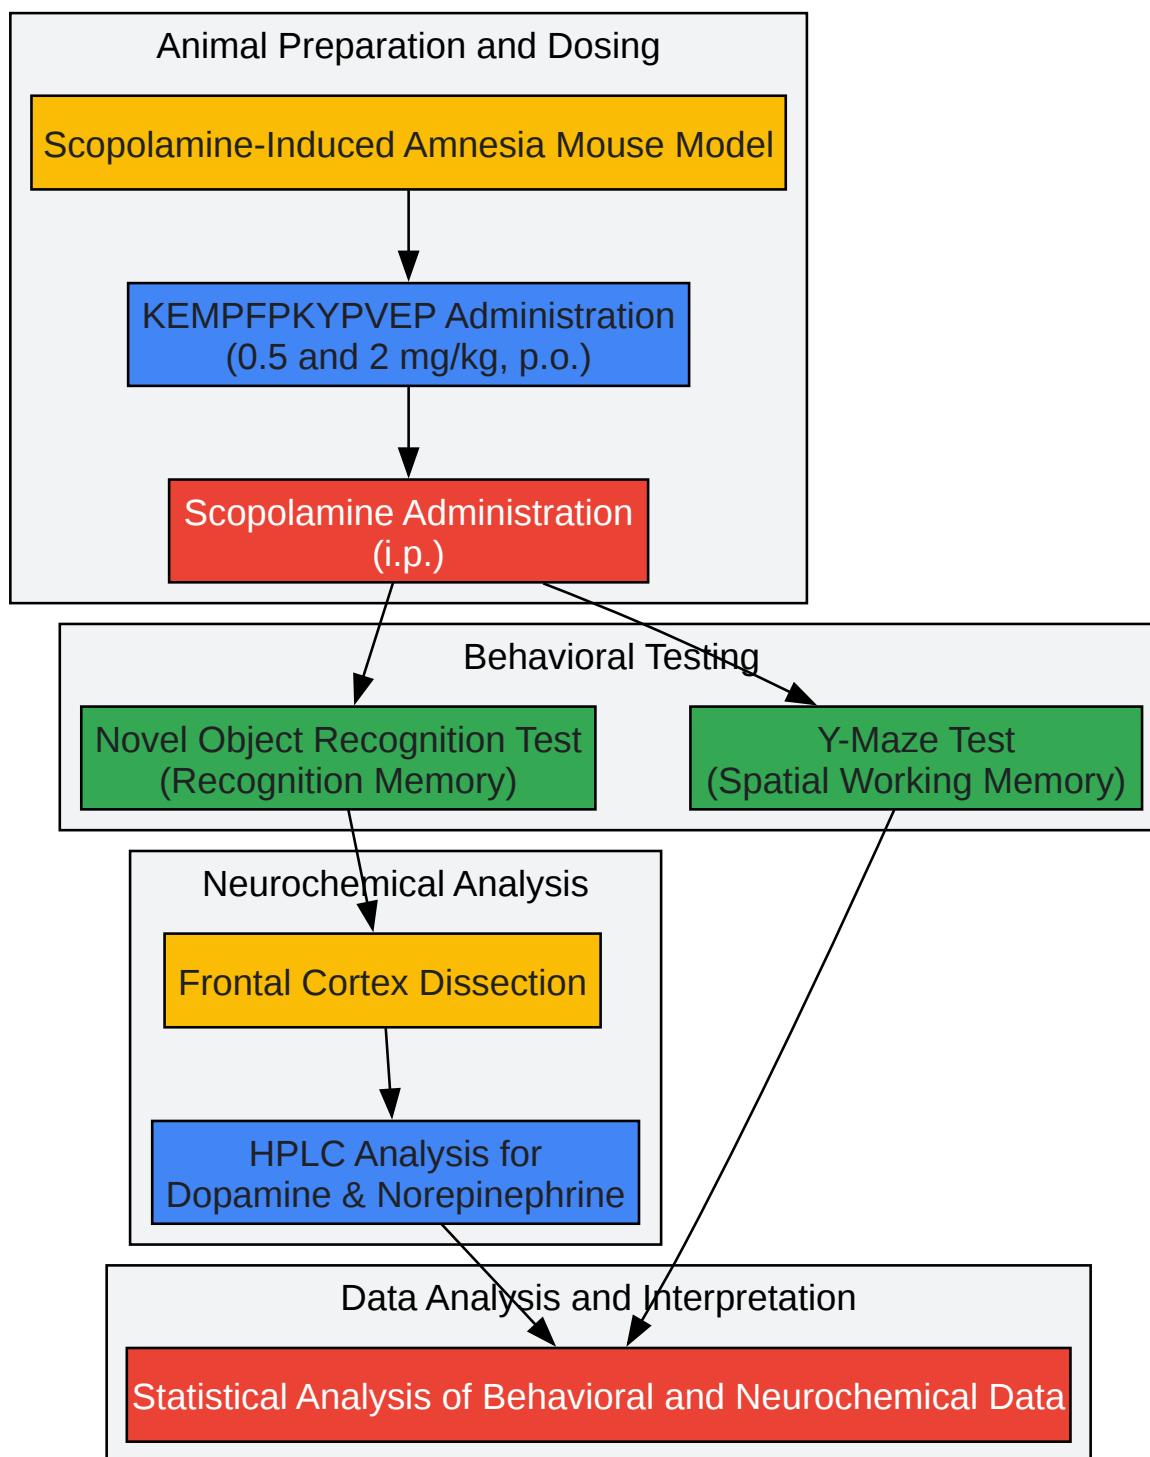 Animal Preparation and Dosing
Scopolamine-Induced Amnesia Mouse Model
KEMPFPKYPVEP Administration
(0.5 and 2 mg/kg, p.o.)
Scopolamine Administration
(i.p.)
Behavioral Testing
Novel Object Recognition Test
(Recognition Memory)
Y-Maze Test
(Spatial Working Memory)
Neurochemical Analysis
Frontal Cortex Dissection
HPLC Analysis for
Dopamine & Norepinephrine
Data Analysis and Interpretation
Statistical Analysis of Behavioral and Neurochemical Data